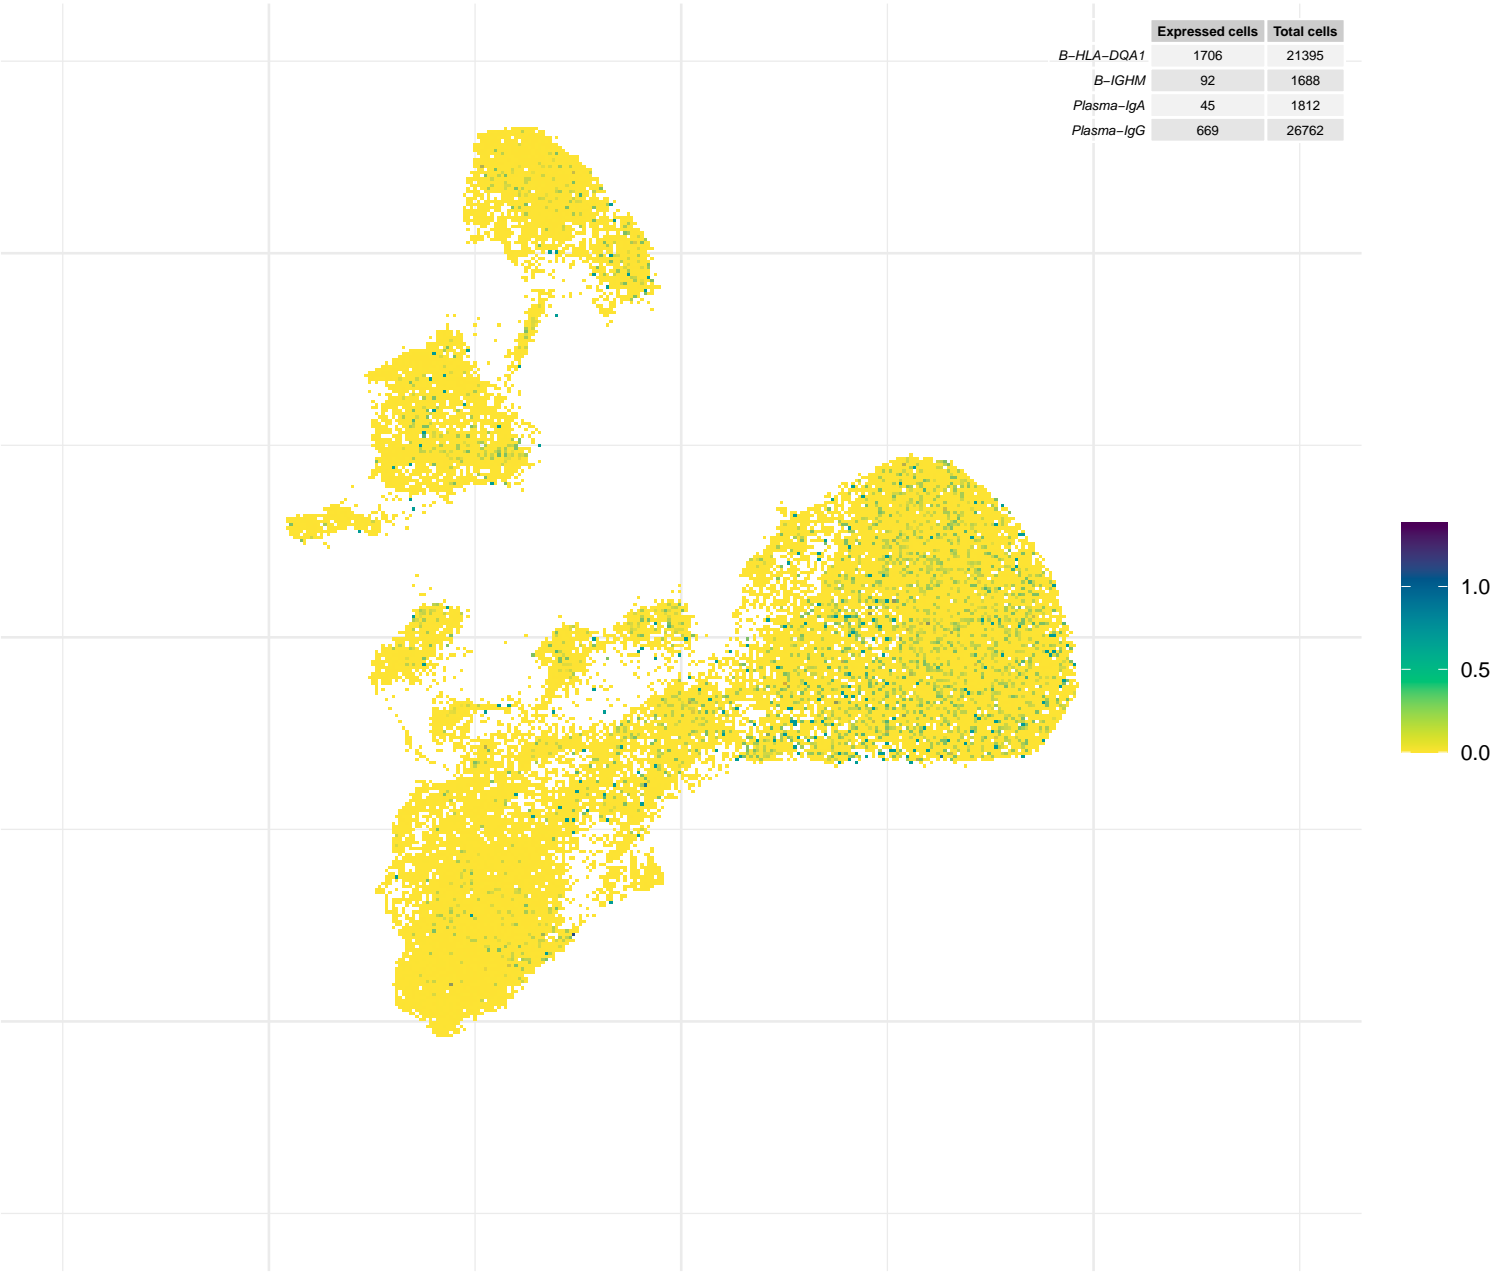 Expressed cells Total cells
B-HLA-DQA1 1706 21395
B-IGHM 92 1688
Plasma-IgA 45 1812
Plasma-IgG 669 26762
1.0
0.5
0.0